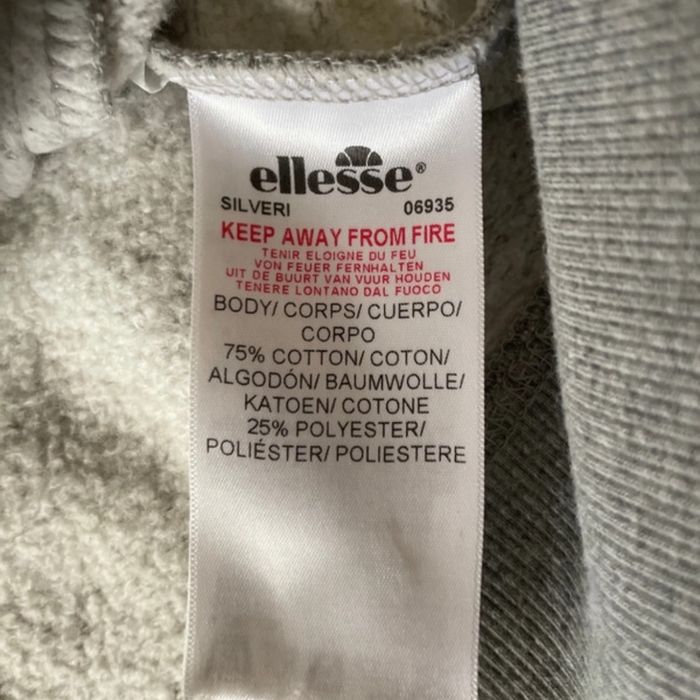 ellesse®
SILVERI 06935
KEEP AWAY FROM FIRE
TENIR ELOIGNE DU FEU
VON FEUER FERNHALTEN
UIT DE BUURT VAN VUUR HOUDEN
TENERE LONTANO DAL FUOCO
BODY/ CORPS/ CUERPO/
CORPO
75% COTTON/ COTON/
ALGODÓN/ BAUMWOLLE/
KATOEN/ COTONE
25% POLYESTER/
POLIÉSTER/ POLIESTERE